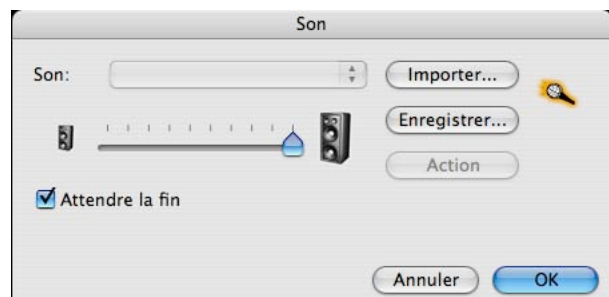 Son
Son:
Importer...
Enregistrer...
Action
Attendre la fin
Annuler
OK